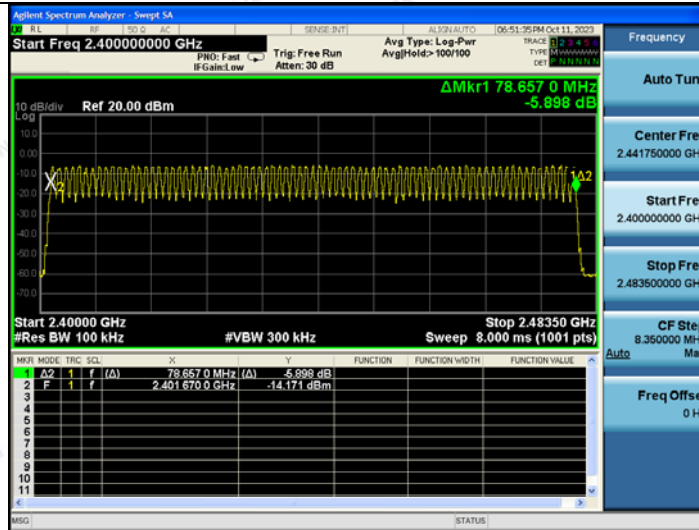 Agilent Spectrum Analyzer - Swept SA
LXI RL RF 50 Ω AC SENSE:INT ALIGN AUTO 06:51:35 PM Oct 11, 2023
Start Freq 2.400000000 GHz
PNO: Fast IFGain:Low
Trig: Free Run Atten: 30 dB
Avg Type: Log-Pwr Avg|Hold:> 100/100
TRACE 1 2 3 4 5 6
TYPE M
DET P N N N N N
Frequency
Auto Tun
ΔMkr1 78.657 0 MHz
-5.898 dB
10 dB/div Ref 20.00 dBm
Log
10.0
0.00
-10.0
-20.0
-30.0
-40.0
-50.0
-60.0
-70.0
2
1Δ2
Center Fre
2.441750000 GH
Start Fre
2.400000000 GH
Stop Fre
2.483500000 GH
CF Ste
8.350000 MH
Auto Ma
Freq Offse
0 H
Start 2.40000 GHz Stop 2.48350 GHz
#Res BW 100 kHz #VBW 300 kHz Sweep 8.000 ms (1001 pts)
MKR MODE TRC SCL X Y FUNCTION FUNCTION WIDTH FUNCTION VALUE
1 Δ2 1 f (Δ) 78.657 0 MHz (Δ) -5.898 dB
2 F 1 f 2.401 670 0 GHz -14.171 dBm
3
4
5
6
7
8
9
10
11
MSG STATUS